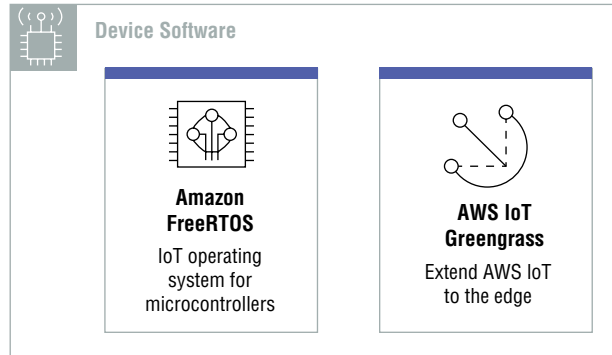 Device Software
Amazon
FreeRTOS
IoT operating
system for
microcontrollers
AWS IoT
Greengrass
Extend AWS IoT
to the edge